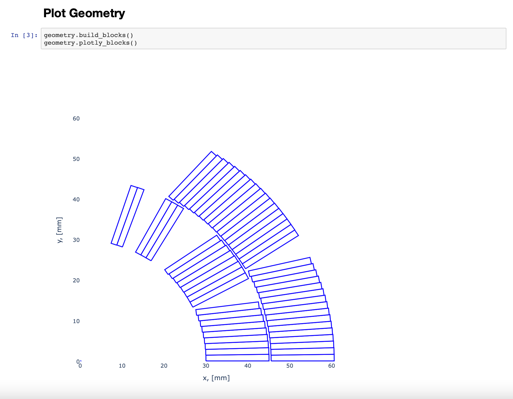 Plot Geometry
In [3]: geometry.build_blocks()
geometry.plotly_blocks()
60
50
40
30
20
10
0
y, [mm]
0 10 20 30 40 50 60
x, [mm]